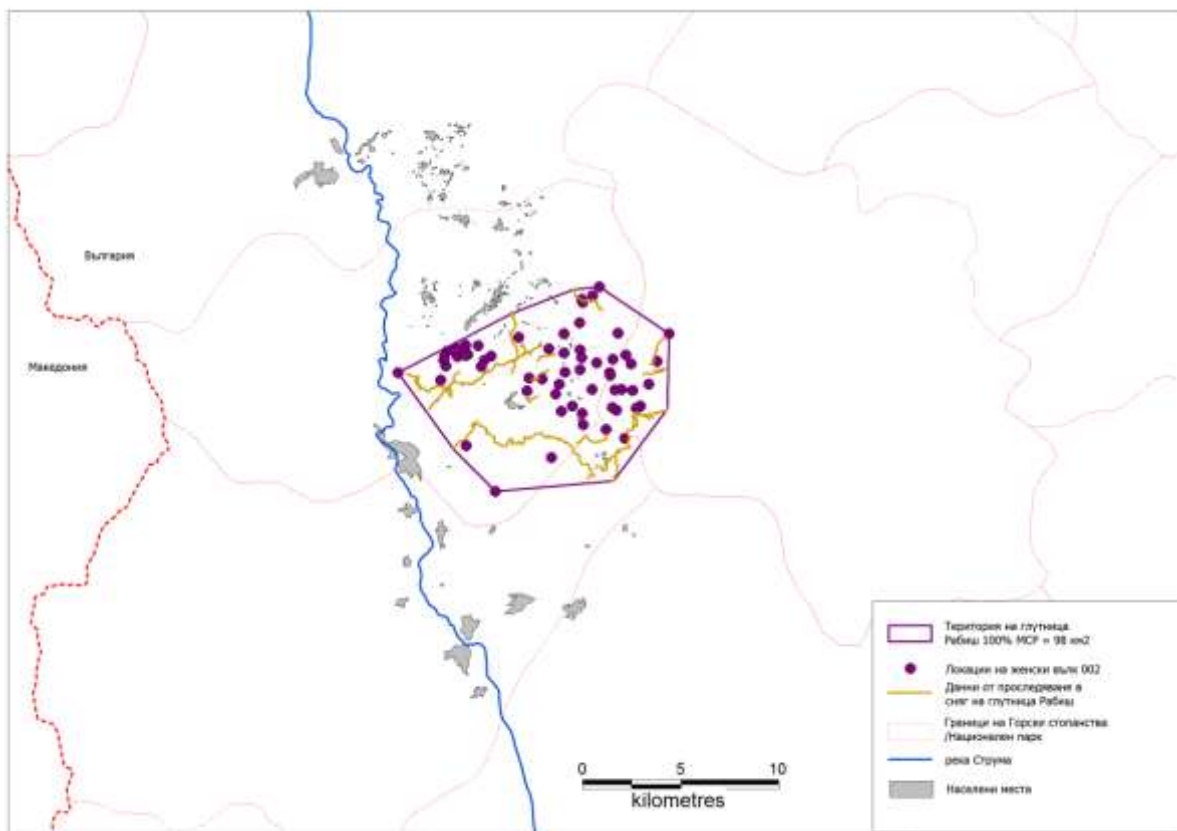 България
Македония
Територия на глутница
Рабиш 100% MCP = 98 км2
Локации на женски вълк 002
Данни от проследяване в
сняг на глутница Рабиш
Граници на Горски стопанства
/Национален парк
река Струма
Населени места
0 5 10
kilometres